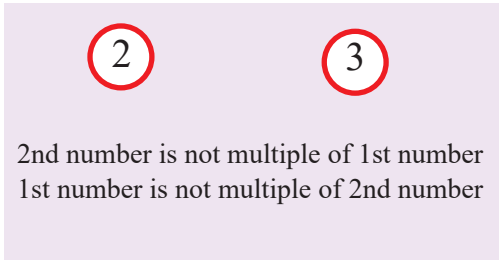 2 3
2nd number is not multiple of 1st number
1st number is not multiple of 2nd number